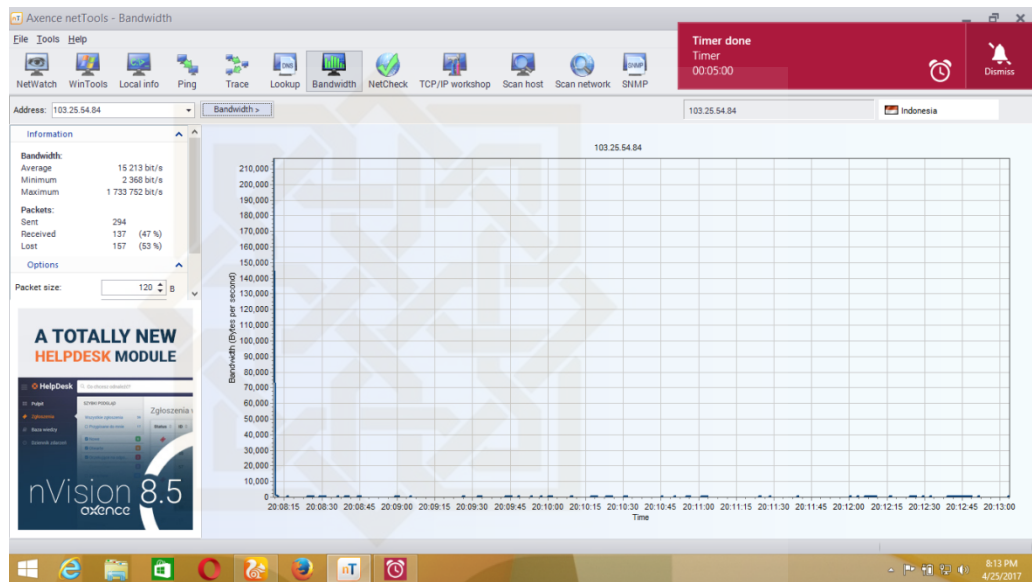 Axence netTools - Bandwidth
File Tools Help
NetWatch WinTools Local info Ping Trace Lookup Bandwidth NetCheck TCP/IP workshop Scan host Scan network SNMP
DNS
SNMP
Timer done
Timer
00:05:00
Dismiss
Address: 103.25.54.84 Bandwidth > 103.25.54.84 Indonesia
Information
Bandwidth:
Average 15 213 bit/s
Minimum 2 368 bit/s
Maximum 1 733 752 bit/s
Packets:
Sent 294
Received 137 (47 %)
Lost 157 (53 %)
Options
Packet size: 120 B
A TOTALLY NEW
HELPDESK MODULE
HelpDesk
Zgłoszenia
nVision 8.5
axence
103.25.54.84
Bandwidth (Bytes per second)
210,000
200,000
190,000
180,000
170,000
160,000
150,000
140,000
130,000
120,000
110,000
100,000
90,000
80,000
70,000
60,000
50,000
40,000
30,000
20,000
10,000
0
20:08:15 20:08:30 20:08:45 20:09:00 20:09:15 20:09:30 20:09:45 20:10:00 20:10:15 20:10:30 20:10:45 20:11:00 20:11:15 20:11:30 20:11:45 20:12:00 20:12:15 20:12:30 20:12:45 20:13:00
Time
nT
8:13 PM
4/25/2017